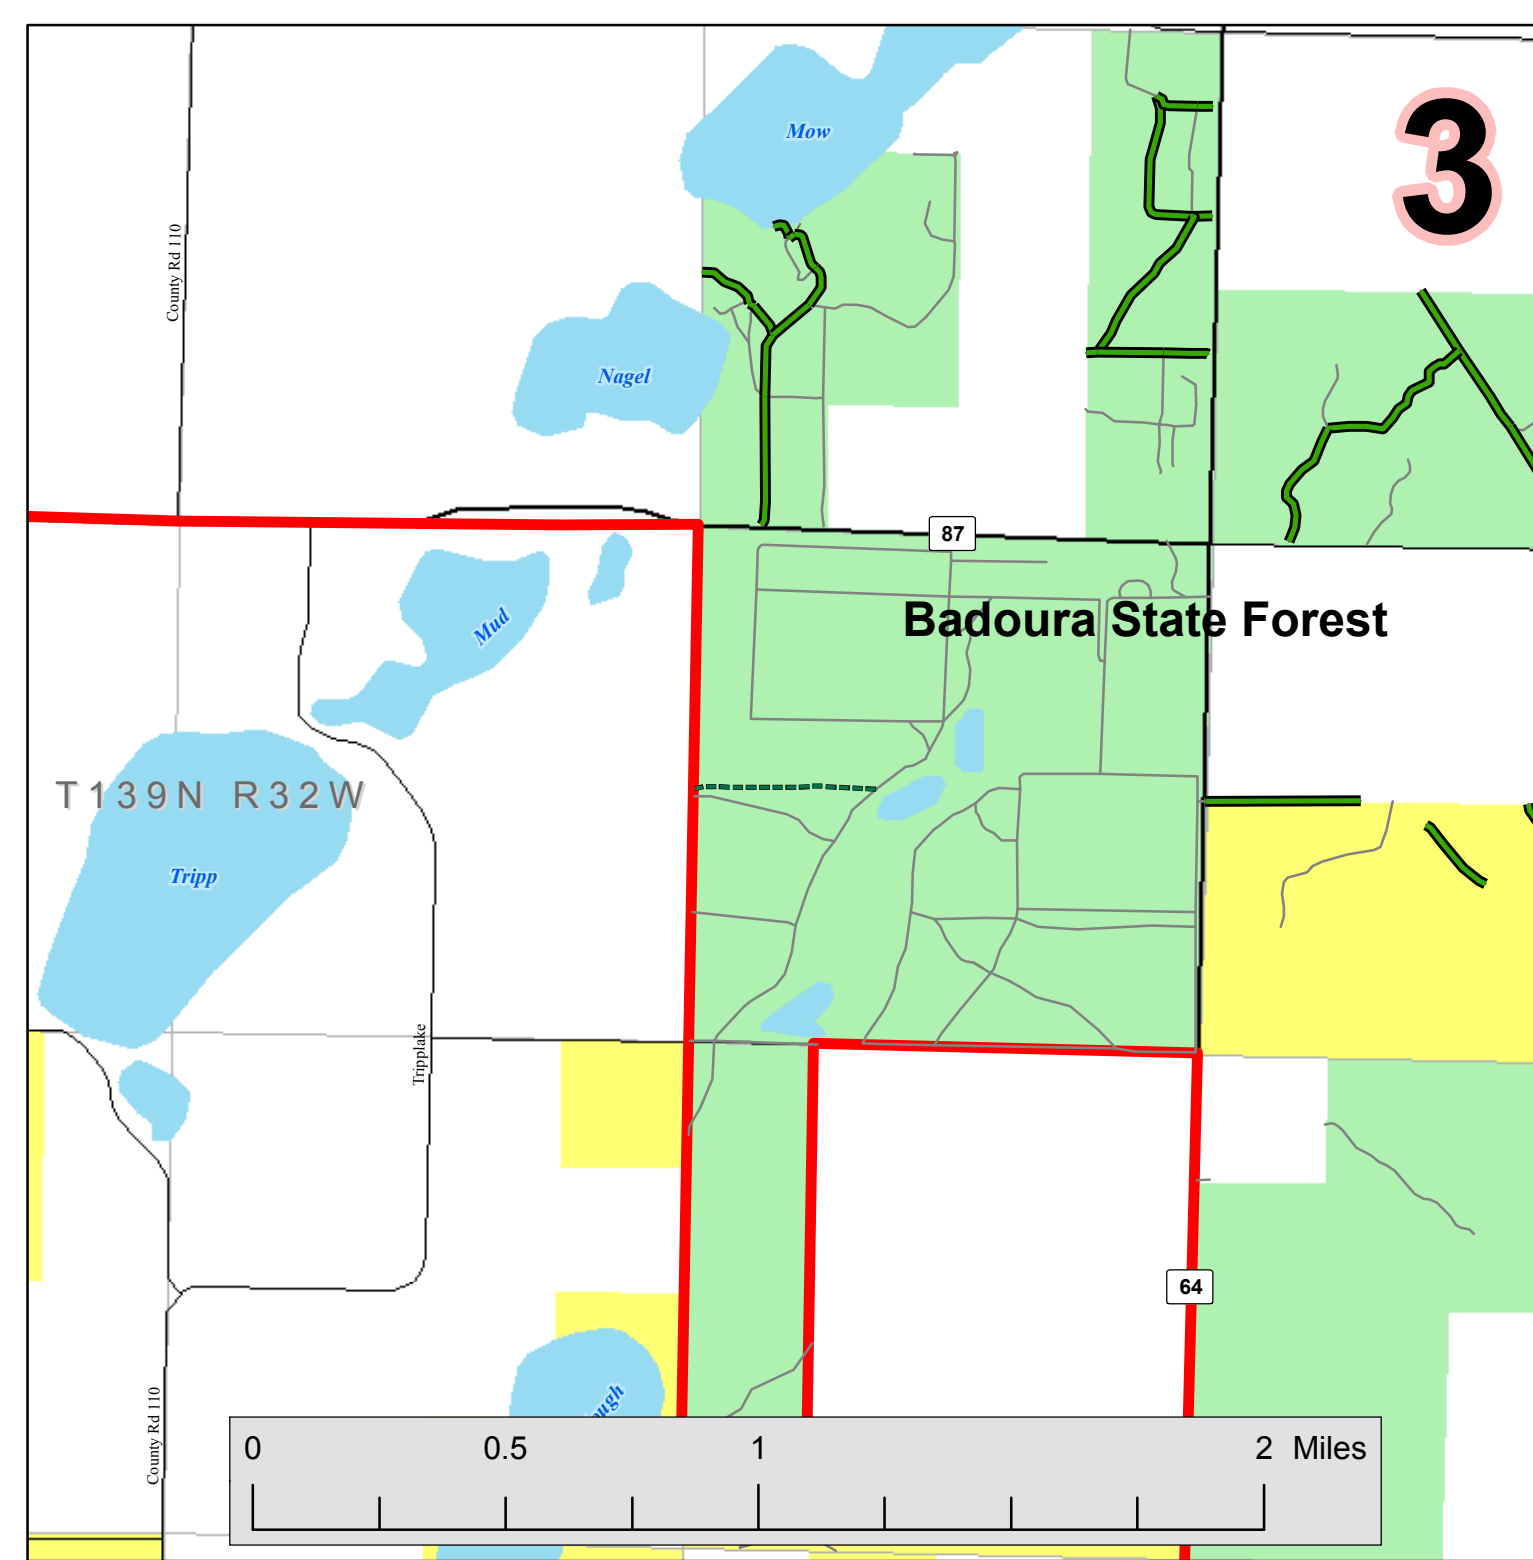 Mow
3
County Rd 110
Nagel
87
Badoura State Forest
Mud
T139N R32W
Tripp
Tripplake
64
County Rd 110
0 0.5 1 2 Miles